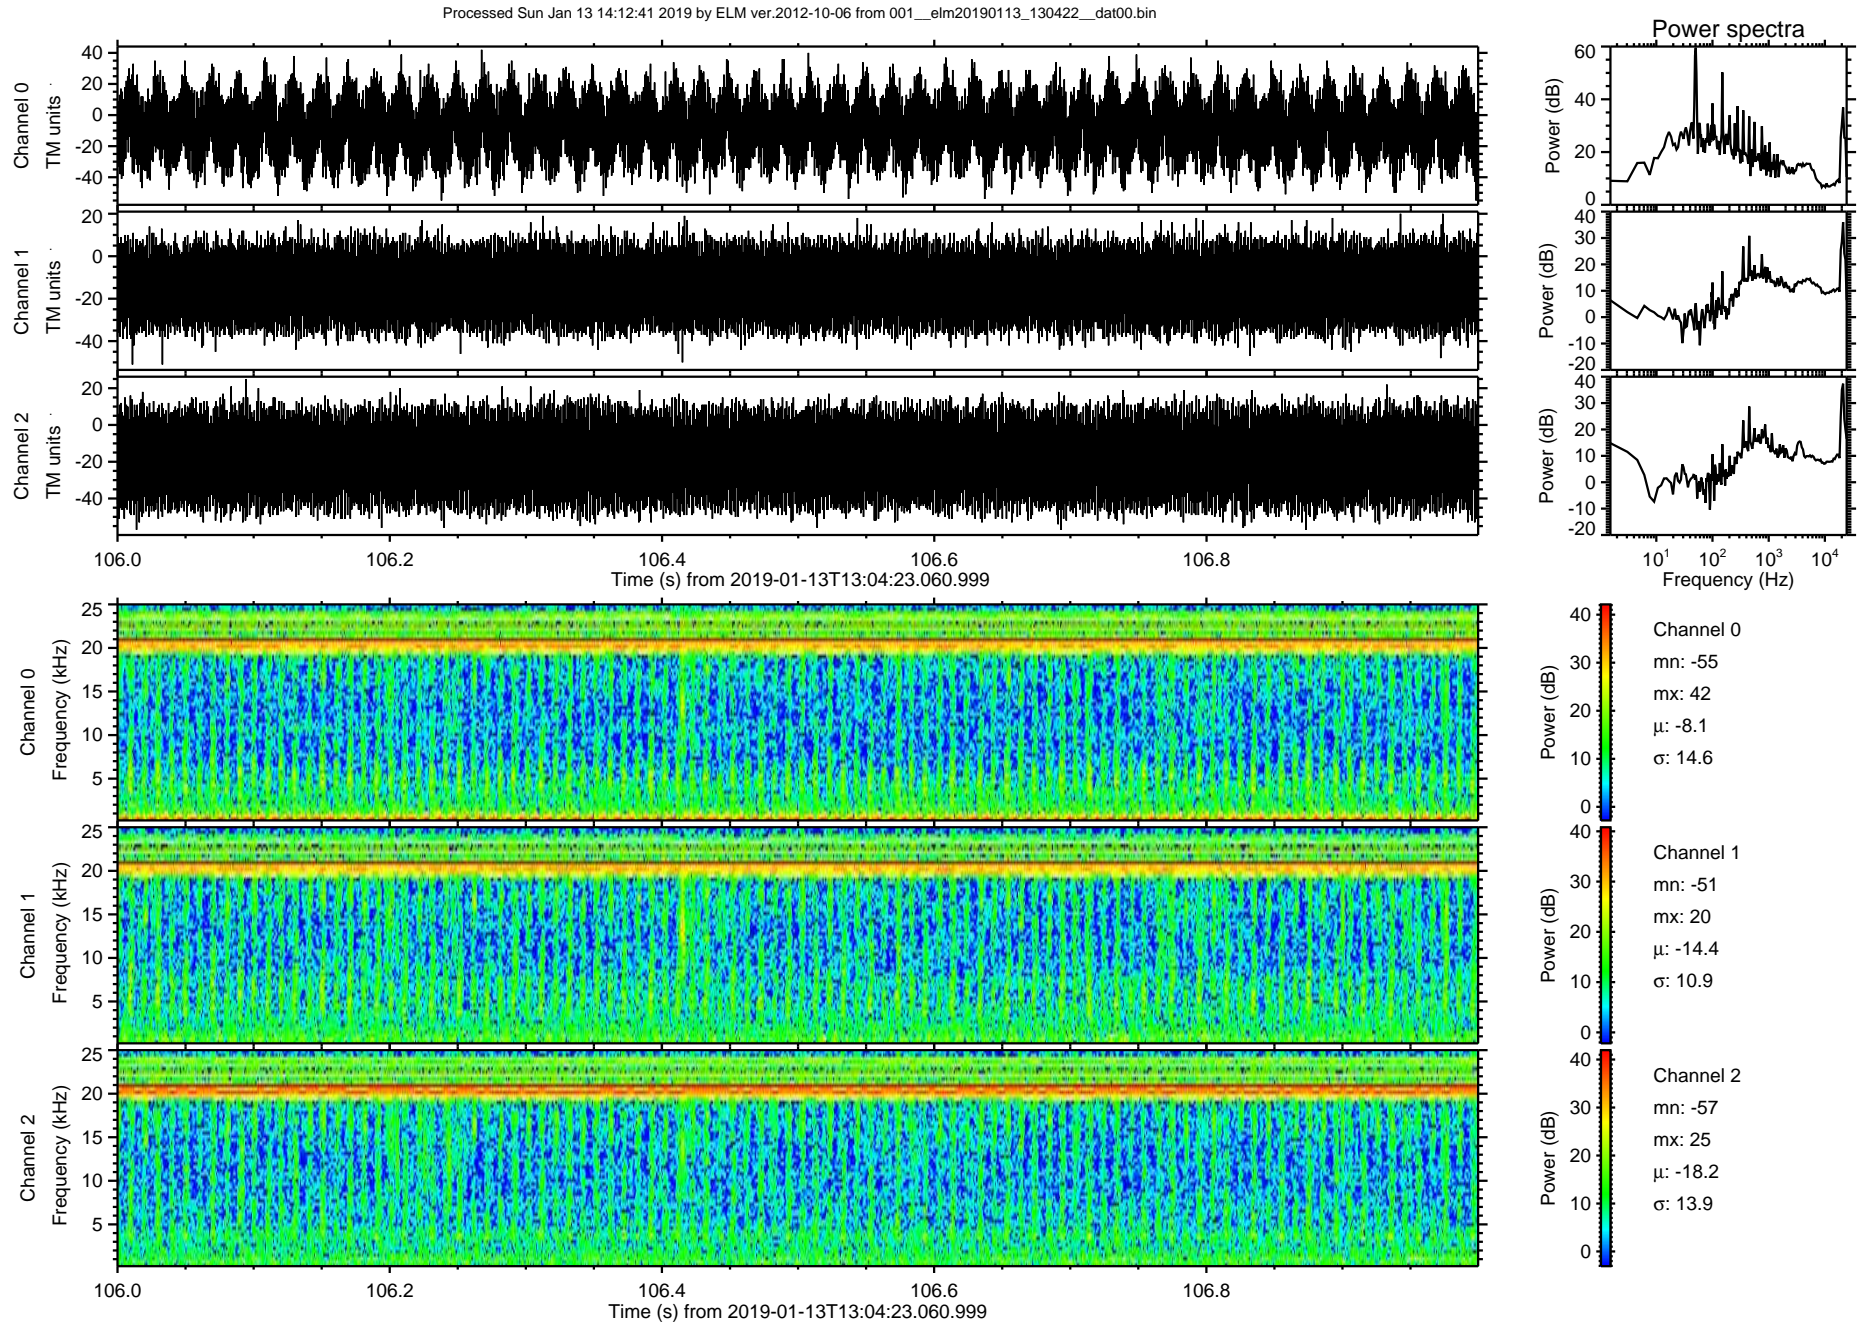 Processed Sun Jan 13 14:12:41 2019 by ELM ver.2012-10-06 from 001__elm20190113_130422__dat00.bin
Power spectra
Channel 0
TM units
40
20
0
-20
-40
Power (dB)
60
40
20
0
Channel 1
TM units
20
0
-20
-40
Power (dB)
40
30
20
10
0
-10
-20
Channel 2
TM units
20
0
-20
-40
Power (dB)
40
30
20
10
0
-10
-20
106.0 106.2 106.4 106.6 106.8
Time (s) from 2019-01-13T13:04:23.060.999
10¹ 10² 10³ 10⁴
Frequency (Hz)
Channel 0
Frequency (kHz)
25
20
15
10
5
Power (dB)
40
30
20
10
0
Channel 0
mn: -55
mx: 42
µ: -8.1
σ: 14.6
Channel 1
Frequency (kHz)
25
20
15
10
5
Power (dB)
40
30
20
10
0
Channel 1
mn: -51
mx: 20
µ: -14.4
σ: 10.9
Channel 2
Frequency (kHz)
25
20
15
10
5
Power (dB)
40
30
20
10
0
Channel 2
mn: -57
mx: 25
µ: -18.2
σ: 13.9
106.0 106.2 106.4 106.6 106.8
Time (s) from 2019-01-13T13:04:23.060.999